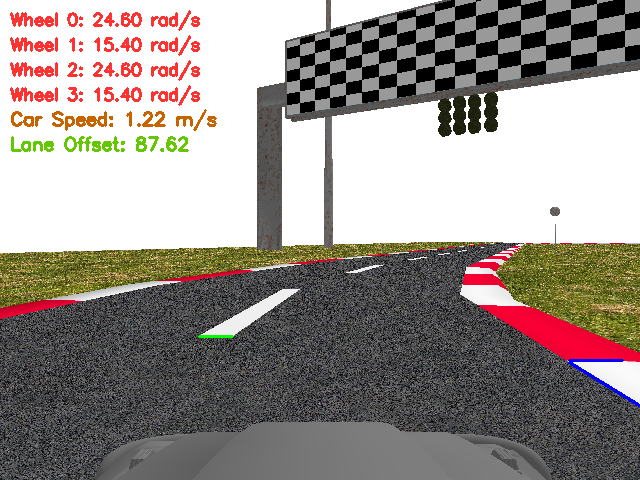 Wheel 0: 24.60 rad/s
Wheel 1: 15.40 rad/s
Wheel 2: 24.60 rad/s
Wheel 3: 15.40 rad/s
Car Speed: 1.22 m/s
Lane Offset: 87.62